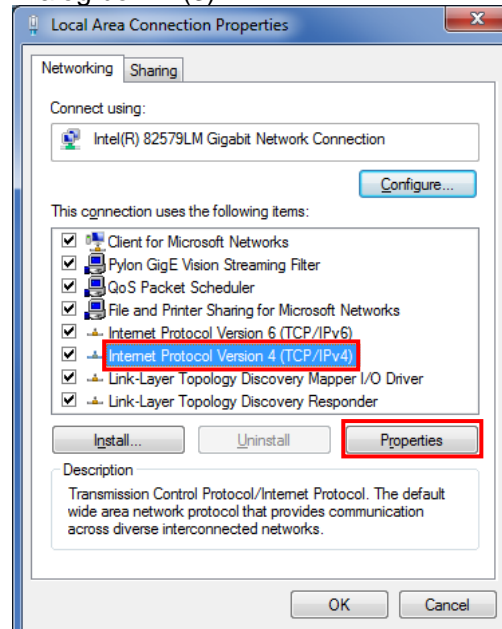 Local Area Connection Properties
Networking
Sharing
Connect using:
Intel(R) 82579LM Gigabit Network Connection
Configure...
This connection uses the following items:
Client for Microsoft Networks
Pylon GigE Vision Streaming Filter
QoS Packet Scheduler
File and Printer Sharing for Microsoft Networks
Internet Protocol Version 6 (TCP/IPv6)
Internet Protocol Version 4 (TCP/IPv4)
Link-Layer Topology Discovery Mapper I/O Driver
Link-Layer Topology Discovery Responder
Install...
Uninstall
Properties
Description
Transmission Control Protocol/Internet Protocol. The default
wide area network protocol that provides communication
across diverse interconnected networks.
OK
Cancel